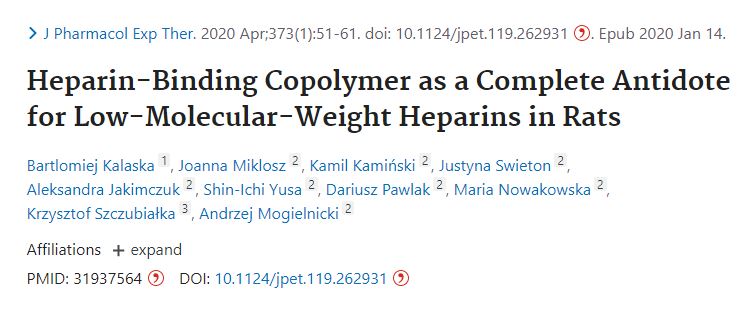 J Pharmacol Exp Ther. 2020 Apr;373(1):51-61. doi: 10.1124/jpet.119.262931. Epub 2020 Jan 14.
Heparin-Binding Copolymer as a Complete Antidote
for Low-Molecular-Weight Heparins in Rats
Bartlomiej Kalaska 1, Joanna Miklosz 2, Kamil Kamiński 2, Justyna Swieton 2,
Aleksandra Jakimczuk 2, Shin-Ichi Yusa 2, Dariusz Pawlak 2, Maria Nowakowska 2,
Krzysztof Szczubiałka 3, Andrzej Mogielnicki 2
Affiliations + expand
PMID: 31937564 DOI: 10.1124/jpet.119.262931